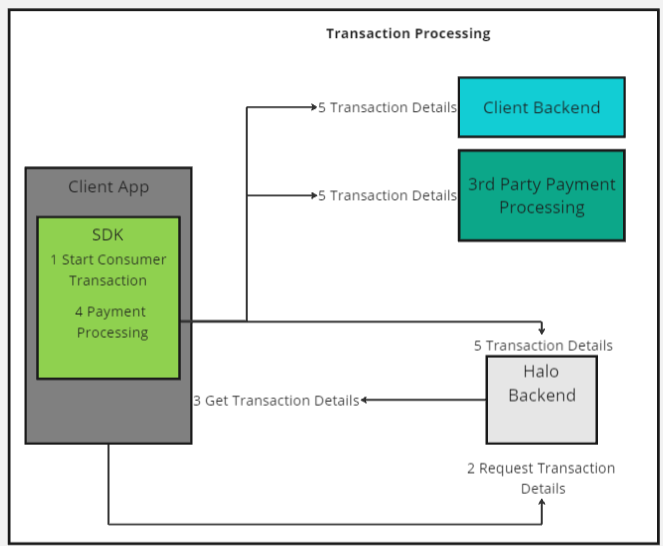 Transaction Processing
5 Transaction Details
Client Backend
Client App
5 Transaction Details
3rd Party Payment
Processing
SDK
1 Start Consumer
Transaction
4 Payment
Processing
5 Transaction Details
Halo
Backend
3 Get Transaction Details
2 Request Transaction
Details